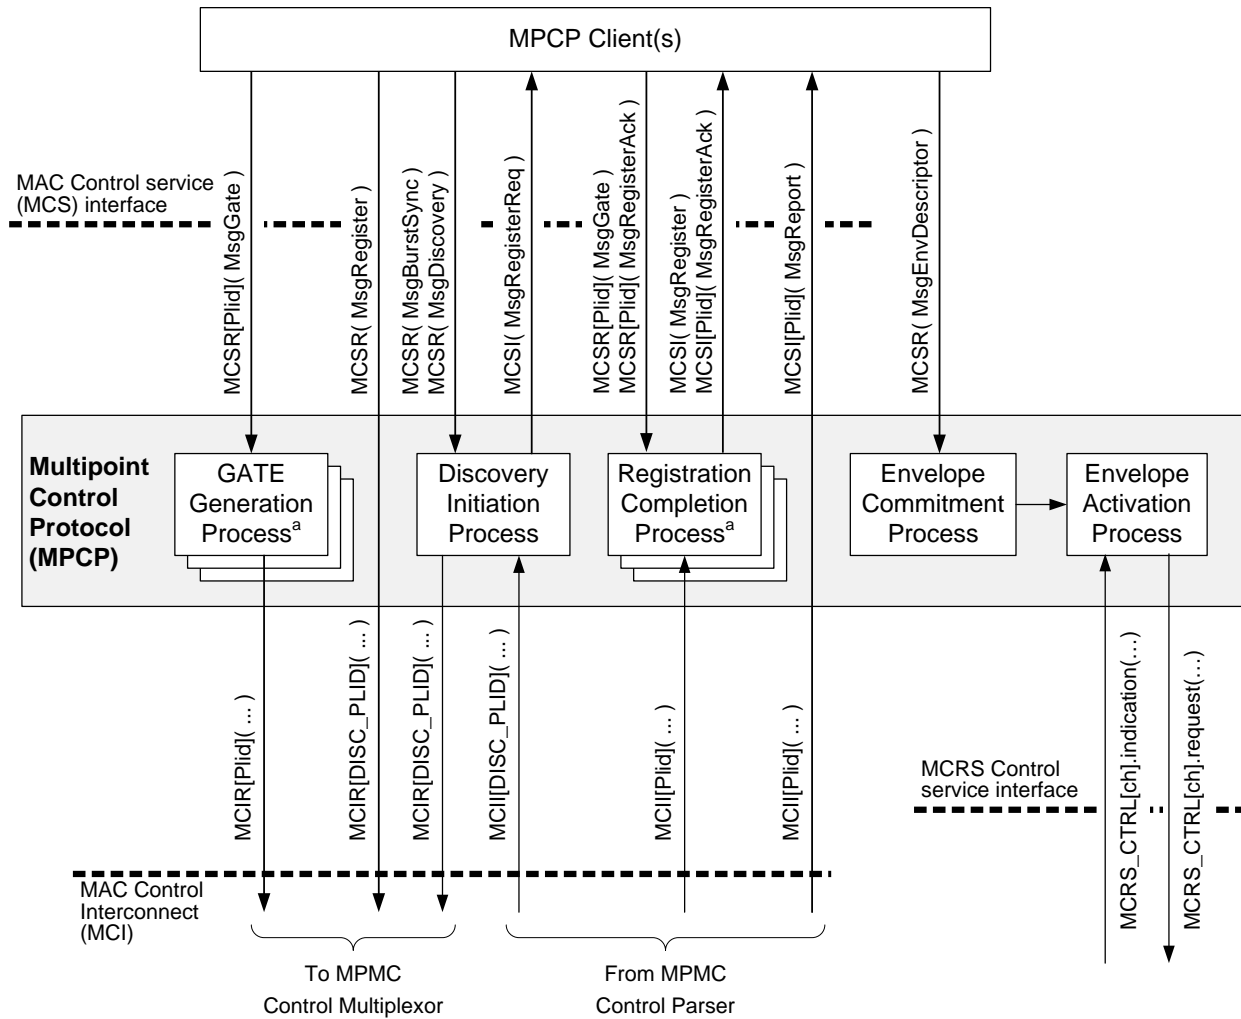 MPCP Client(s)
MAC Control service
(MCS) interface
MCSR[Plid]( MsgGate )
MCSR( MsgRegister )
MCSR( MsgBurstSync )
MCSR( MsgDiscovery )
MCSI( MsgRegisterReq )
MCSR[Plid]( MsgGate )
MCSR[Plid]( MsgRegisterAck )
MCSI( MsgRegister )
MCSI[Plid]( MsgRegisterAck )
MCSI[Plid]( MsgReport )
MCSR( MsgEnvDescriptor )
Multipoint
Control
Protocol
(MPCP)
GATE
Generation
Processª
Discovery
Initiation
Process
Registration
Completion
Processª
Envelope
Commitment
Process
Envelope
Activation
Process
MCIR[Plid]( ... )
MCIR[DISC_PLID]( ... )
MCIR[DISC_PLID]( ... )
MCII[DISC_PLID]( ... )
MCII[Plid]( ... )
MCII[Plid]( ... )
MCRS_CTRL[ch].indication(…)
MCRS_CTRL[ch].request(…)
MCRS Control
service interface
MAC Control
Interconnect
(MCI)
To MPMC
Control Multiplexor
From MPMC
Control Parser